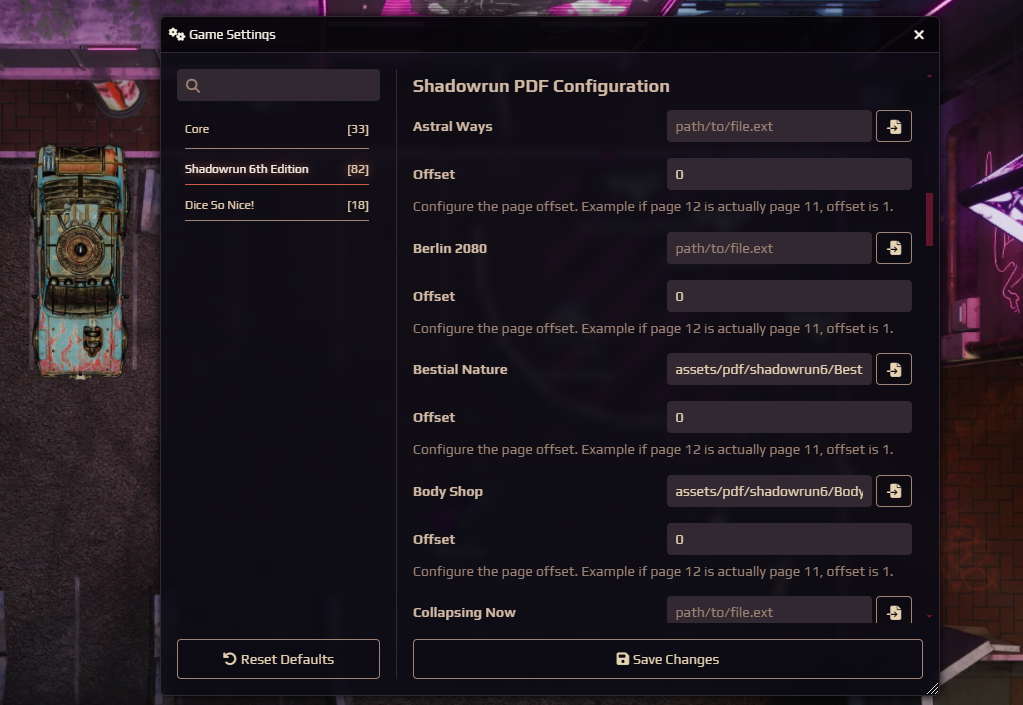 Game Settings
Core [33]
Shadowrun 6th Edition [82]
Dice So Nice! [18]
Reset Defaults
Shadowrun PDF Configuration
Astral Ways path/to/file.ext
Offset 0
Configure the page offset. Example if page 12 is actually page 11, offset is 1.
Berlin 2080 path/to/file.ext
Offset 0
Configure the page offset. Example if page 12 is actually page 11, offset is 1.
Bestial Nature assets/pdf/shadowrun6/Best
Offset 0
Configure the page offset. Example if page 12 is actually page 11, offset is 1.
Body Shop assets/pdf/shadowrun6/Body
Offset 0
Configure the page offset. Example if page 12 is actually page 11, offset is 1.
Collapsing Now path/to/file.ext
Save Changes